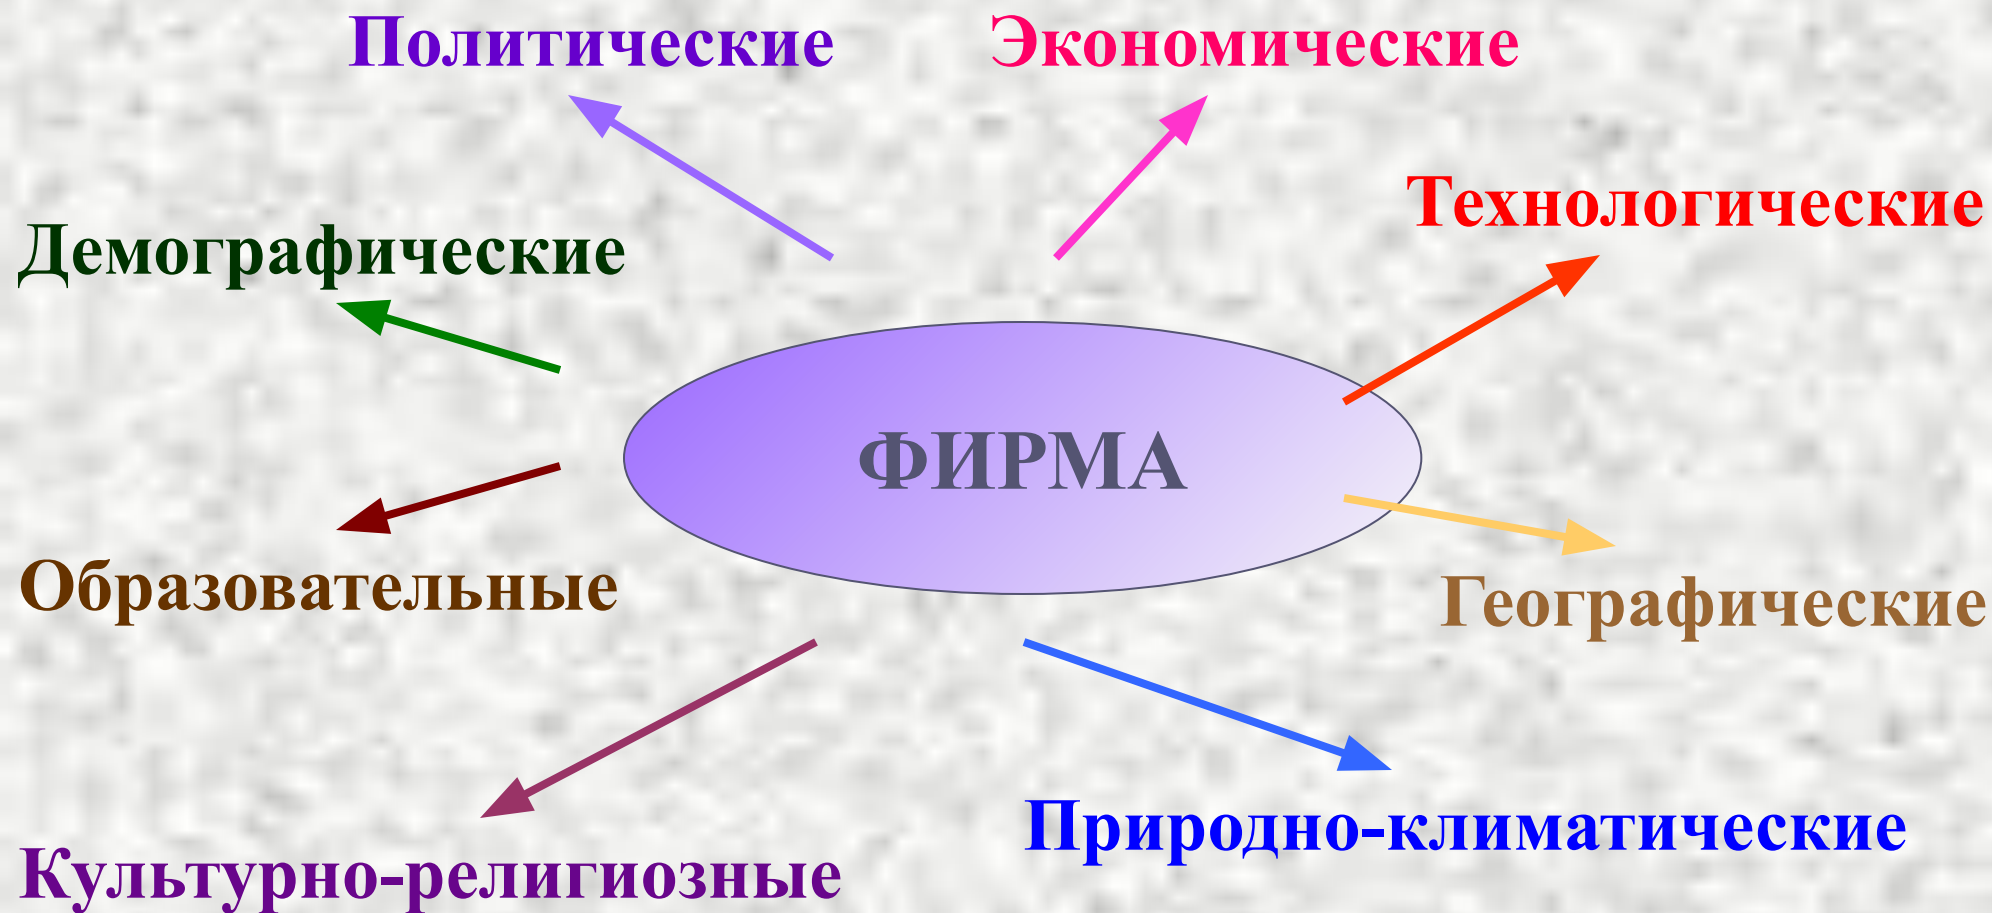 Политические
Экономические
Технологические
Демографические
ФИРМА
Образовательные
Географические
Природно-климатические
Культурно-религиозные